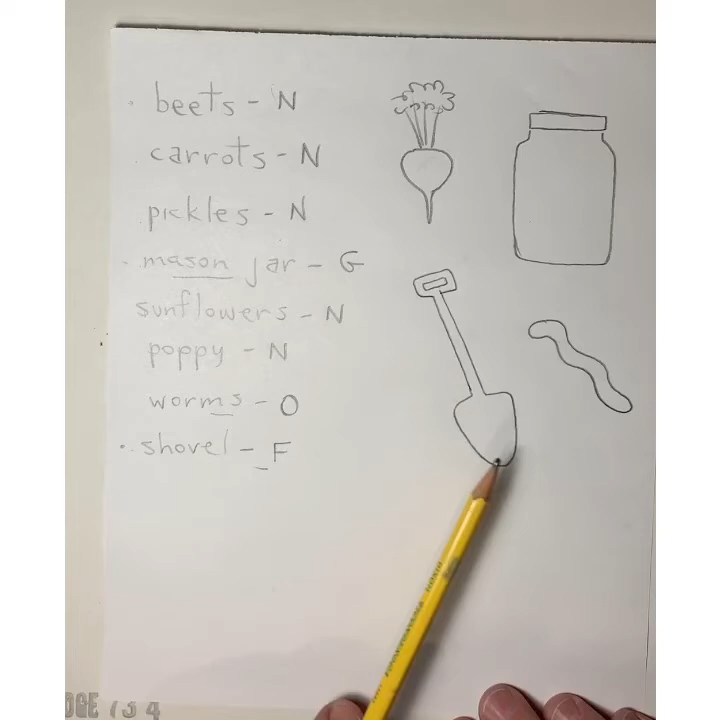 beets - N
carrots - N
pickles - N
mason jar - G
sunflowers - N
poppy - N
worms - O
shovel - F